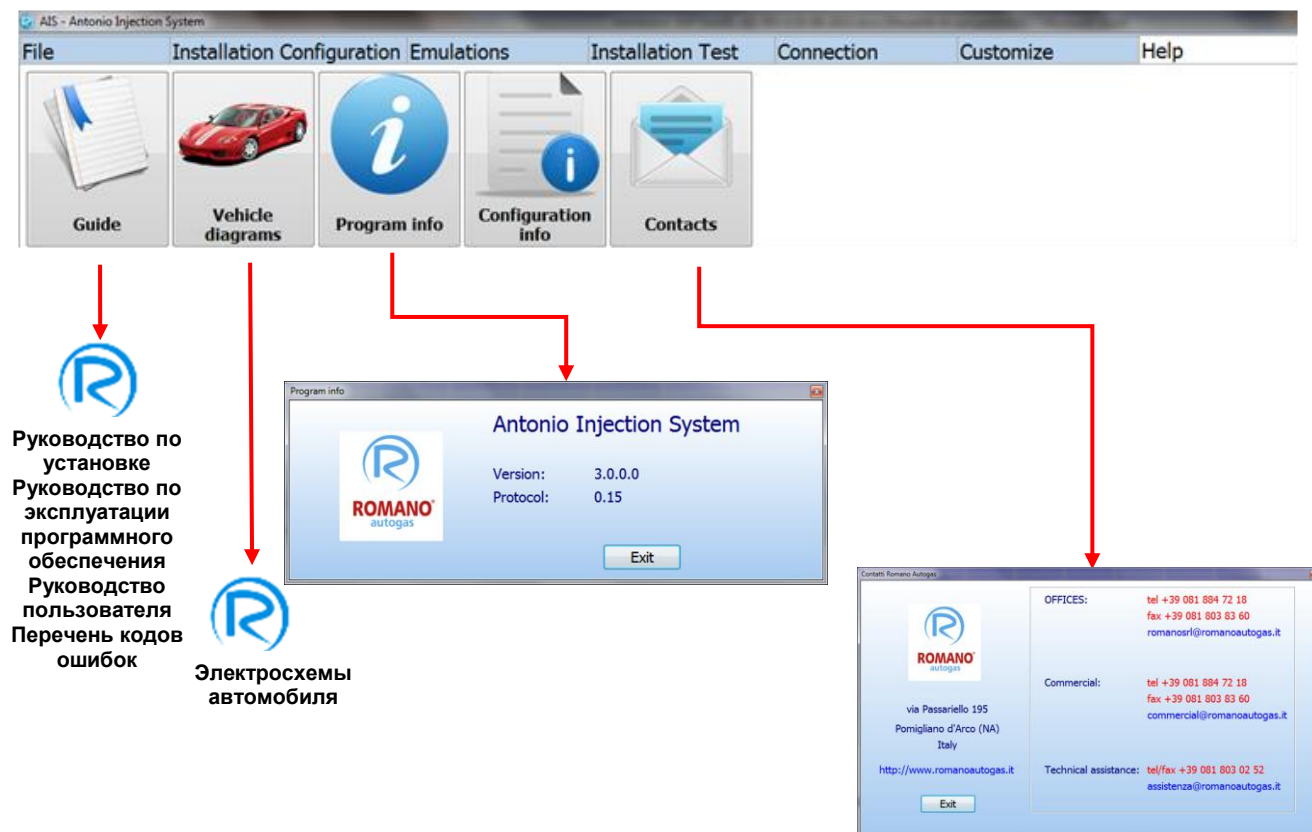 AIS - Antonio Injection System
File Installation Configuration Emulations Installation Test Connection Customize Help
Guide
Vehicle
diagrams
Program info
Configuration
info
Contacts
Руководство по
установке
Руководство по
эксплуатации
программного
обеспечения
Руководство
пользователя
Перечень кодов
ошибок
Электросхемы
автомобиля
Program info
Antonio Injection System
Version: 3.0.0.0
Protocol: 0.15
ROMANO
autogas
Exit
Contatti Romano Autogas
ROMANO
autogas
via Passariello 195
Pomigliano d'Arco (NA)
Italy
http://www.romanoautogas.it
Exit
OFFICES: tel +39 081 884 72 18
fax +39 081 803 83 60
romanosrl@romanoautogas.it
Commercial: tel +39 081 884 72 18
fax +39 081 803 83 60
commercial@romanoautogas.it
Technical assistance: tel/fax +39 081 803 02 52
assistenza@romanoautogas.it